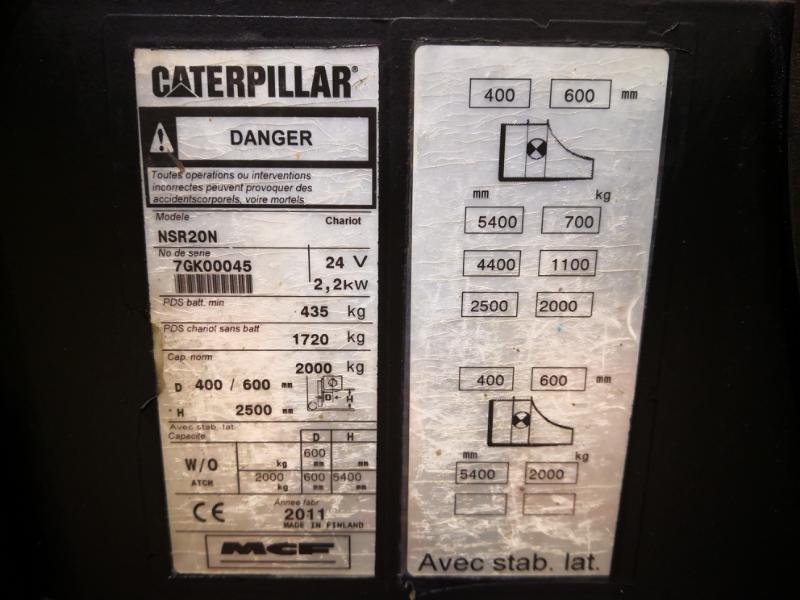 CATERPILLAR®
DANGER
Toutes operations ou interventions
incorrectes peuvent provoquer des
accidentscorporels, voire mortels
Modele Chariot
NSR20N
No de serie
7GK00045 24 V
2,2kW
PDS batt. min
435 kg
PDS chariot sans batt
1720 kg
Cap. norm
2000 kg
D 400 / 600 mm
D H
H 2500 mm
Avec stab. lat.
Capacite D H
600
W/O kg mm mm
ATCH 2000 600 5400
kg mm mm
CE Annee fabr
2011
MADE IN FINLAND
MCF
400 600 mm
mm kg
5400 700
4400 1100
2500 2000
400 600 mm
mm kg
5400 2000
Avec stab. lat.